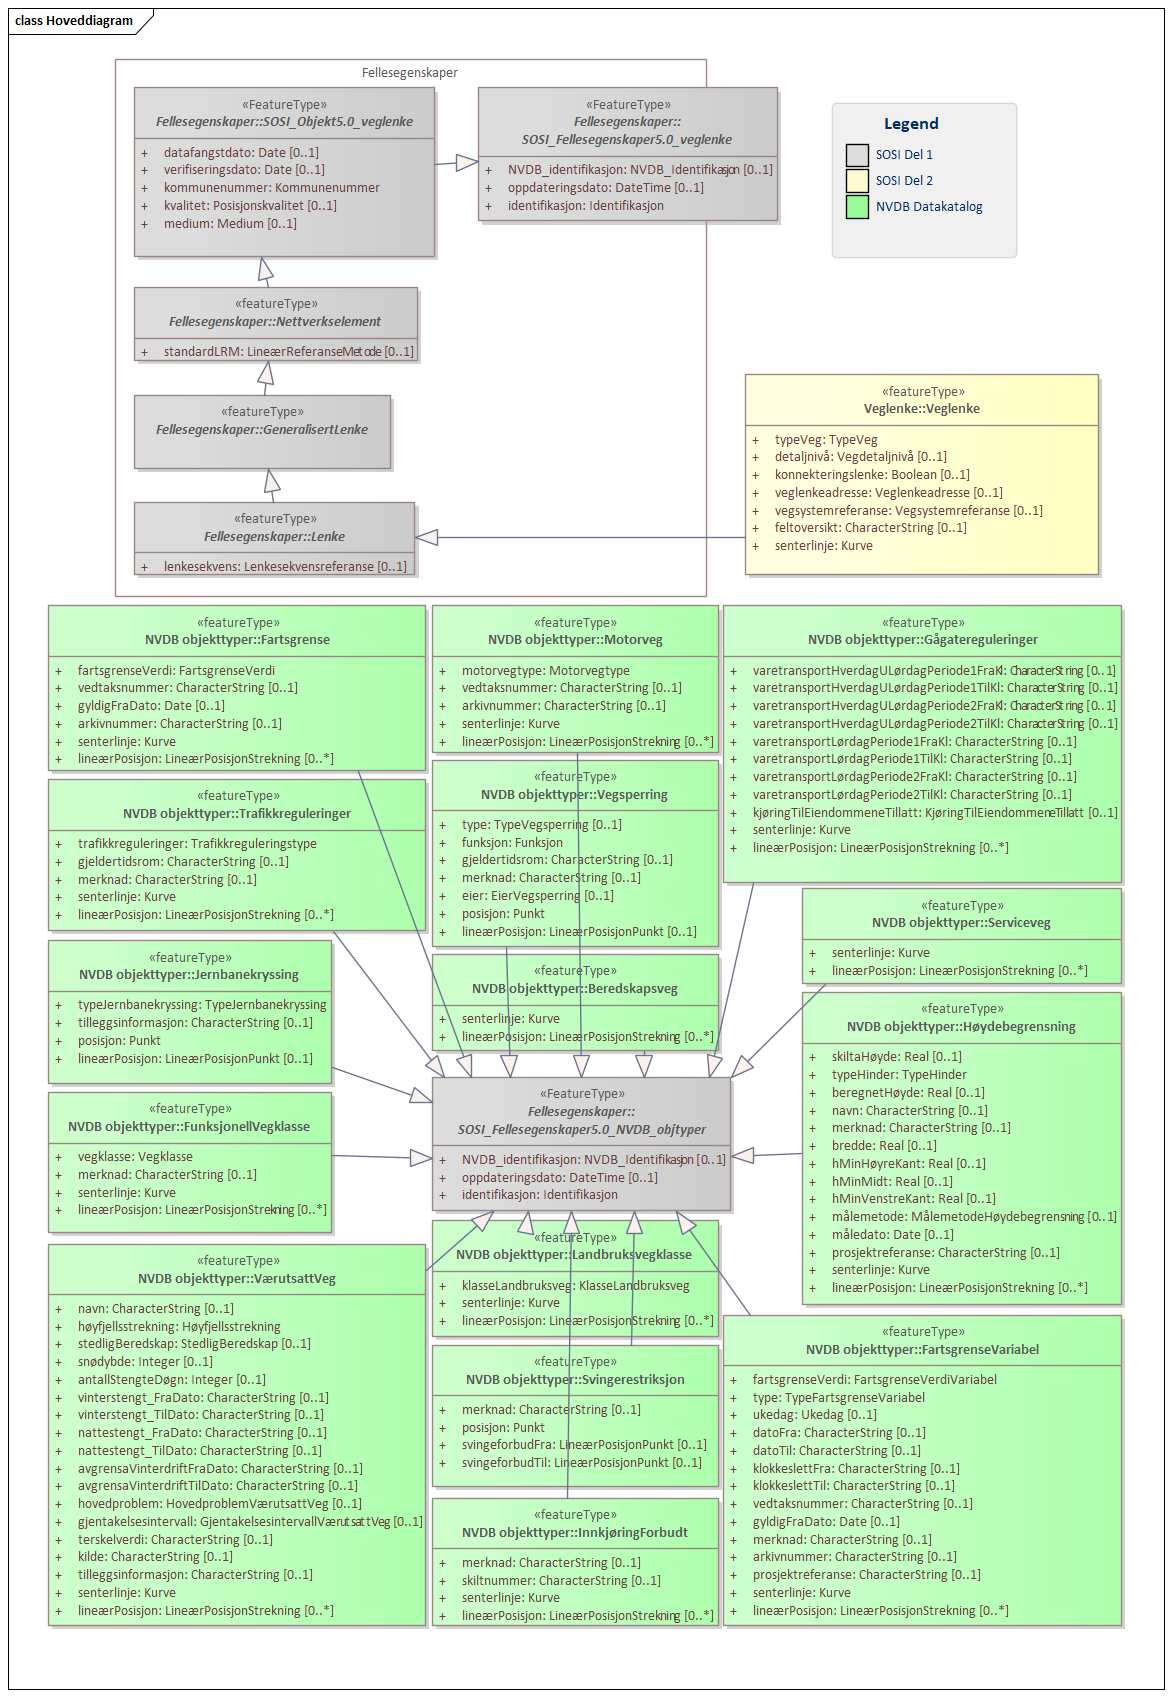 class Hoveddiagram
Fellesegenskaper
«FeatureType»
Fellesegenskaper::SOSI_Objekt5.0_veglenke
+ datafangstdato: Date [0..1]
+ verifiseringsdato: Date [0..1]
+ kommunenummer: Kommunenummer
+ kvalitet: Posisjonskvalitet [0..1]
+ medium: Medium [0..1]
«FeatureType»
Fellesegenskaper::
SOSI_Fellesegenskaper5.0_veglenke
+ NVDB_identifikasjon: NVDB_Identifikasjon [0..1]
+ oppdateringsdato: DateTime [0..1]
+ identifikasjon: Identifikasjon
Legend
SOSI Del 1
SOSI Del 2
NVDB Datakatalog
«featureType»
Fellesegenskaper::Nettverkselement
+ standardLRM: LineærReferanseMetode [0..1]
«featureType»
Fellesegenskaper::GeneralisertLenke
«featureType»
Fellesegenskaper::Lenke
+ lenkesekvens: Lenkesekvensreferanse [0..1]
«featureType»
Veglenke::Veglenke
+ typeVeg: TypeVeg
+ detaljnivå: Vegdetaljnivå [0..1]
+ konnekteringslenke: Boolean [0..1]
+ veglenkeadresse: Veglenkeadresse [0..1]
+ vegsystemreferanse: Vegsystemreferanse [0..1]
+ feltoversikt: CharacterString [0..1]
+ senterlinje: Kurve
«featureType»
NVDB objekttyper::Fartsgrense
+ fartsgrenseVerdi: FartsgrenseVerdi
+ vedtaksnummer: CharacterString [0..1]
+ gyldigFraDato: Date [0..1]
+ arkivnummer: CharacterString [0..1]
+ senterlinje: Kurve
+ lineærPosisjon: LineærPosisjonStrekning [0..*]
«featureType»
NVDB objekttyper::Motorveg
+ motorvegtype: Motorvegtype
+ vedtaksnummer: CharacterString [0..1]
+ arkivnummer: CharacterString [0..1]
+ senterlinje: Kurve
+ lineærPosisjon: LineærPosisjonStrekning [0..*]
«featureType»
NVDB objekttyper::Gågatereguleringer
+ varetransportHverdagULørdagPeriode1FraKl: CharacterString [0..1]
+ varetransportHverdagULørdagPeriode1TilKl: CharacterString [0..1]
+ varetransportHverdagULørdagPeriode2FraKl: CharacterString [0..1]
+ varetransportHverdagULørdagPeriode2TilKl: CharacterString [0..1]
+ varetransportLørdagPeriode1FraKl: CharacterString [0..1]
+ varetransportLørdagPeriode1TilKl: CharacterString [0..1]
+ varetransportLørdagPeriode2FraKl: CharacterString [0..1]
+ varetransportLørdagPeriode2TilKl: CharacterString [0..1]
+ kjøringTilEiendommeneTillatt: KjøringTilEiendommeneTillatt [0..1]
+ senterlinje: Kurve
+ lineærPosisjon: LineærPosisjonStrekning [0..*]
«featureType»
NVDB objekttyper::Trafikkreguleringer
+ trafikkreguleringer: Trafikkreguleringstype
+ gjeldertidsrom: CharacterString [0..1]
+ merknad: CharacterString [0..1]
+ senterlinje: Kurve
+ lineærPosisjon: LineærPosisjonStrekning [0..*]
«featureType»
NVDB objekttyper::Vegsperring
+ type: TypeVegsperring [0..1]
+ funksjon: Funksjon
+ gjeldertidsrom: CharacterString [0..1]
+ merknad: CharacterString [0..1]
+ eier: EierVegsperring [0..1]
+ posisjon: Punkt
+ lineærPosisjon: LineærPosisjonPunkt [0..1]
«featureType»
NVDB objekttyper::Serviceveg
+ senterlinje: Kurve
+ lineærPosisjon: LineærPosisjonStrekning [0..*]
«featureType»
NVDB objekttyper::Jernbanekryssing
+ typeJernbanekryssing: TypeJernbanekryssing
+ tilleggsinformasjon: CharacterString [0..1]
+ posisjon: Punkt
+ lineærPosisjon: LineærPosisjonPunkt [0..1]
«featureType»
NVDB objekttyper::Beredskapsveg
+ senterlinje: Kurve
+ lineærPosisjon: LineærPosisjonStrekning [0..*]
«featureType»
NVDB objekttyper::Høydebegrensning
+ skiltaHøyde: Real [0..1]
+ typeHinder: TypeHinder
+ beregnetHøyde: Real [0..1]
+ navn: CharacterString [0..1]
+ merknad: CharacterString [0..1]
+ bredde: Real [0..1]
+ hMinHøyreKant: Real [0..1]
+ hMinMidt: Real [0..1]
+ hMinVenstreKant: Real [0..1]
+ målemetode: MålemetodeHøydebegrensning [0..1]
+ måledato: Date [0..1]
+ prosjektreferanse: CharacterString [0..1]
+ senterlinje: Kurve
+ lineærPosisjon: LineærPosisjonStrekning [0..*]
«FeatureType»
Fellesegenskaper::
SOSI_Fellesegenskaper5.0_NVDB_objtyper
+ NVDB_identifikasjon: NVDB_Identifikasjon [0..1]
+ oppdateringsdato: DateTime [0..1]
+ identifikasjon: Identifikasjon
«featureType»
NVDB objekttyper::FunksjonellVegklasse
+ vegklasse: Vegklasse
+ merknad: CharacterString [0..1]
+ senterlinje: Kurve
+ lineærPosisjon: LineærPosisjonStrekning [0..*]
«featureType»
NVDB objekttyper::Landbruksvegklasse
+ klasseLandbruksveg: KlasseLandbruksveg
+ senterlinje: Kurve
+ lineærPosisjon: LineærPosisjonStrekning [0..*]
«featureType»
NVDB objekttyper::VærutsattVeg
+ navn: CharacterString [0..1]
+ høyfjellsstrekning: Høyfjellsstrekning
+ stedligBeredskap: StedligBeredskap [0..1]
+ snødybde: Integer [0..1]
+ antallStengteDøgn: Integer [0..1]
+ vinterstengt_FraDato: CharacterString [0..1]
+ vinterstengt_TilDato: CharacterString [0..1]
+ nattestengt_FraDato: CharacterString [0..1]
+ nattestengt_TilDato: CharacterString [0..1]
+ avgrensaVinterdriftFraDato: CharacterString [0..1]
+ avgrensaVinterdriftTilDato: CharacterString [0..1]
+ hovedproblem: HovedproblemVærutsattVeg [0..1]
+ gjentakelsesintervall: GjentakelsesintervallVærutsattVeg [0..1]
+ terskelverdi: CharacterString [0..1]
+ kilde: CharacterString [0..1]
+ tilleggsinformasjon: CharacterString [0..1]
+ senterlinje: Kurve
+ lineærPosisjon: LineærPosisjonStrekning [0..*]
«featureType»
NVDB objekttyper::Svingerestriksjon
+ merknad: CharacterString [0..1]
+ posisjon: Punkt
+ svingeforbudFra: LineærPosisjonPunkt [0..1]
+ svingeforbudTil: LineærPosisjonPunkt [0..1]
«featureType»
NVDB objekttyper::InnkjøringForbudt
+ merknad: CharacterString [0..1]
+ skiltnummer: CharacterString [0..1]
+ senterlinje: Kurve
+ lineærPosisjon: LineærPosisjonStrekning [0..*]
«featureType»
NVDB objekttyper::FartsgrenseVariabel
+ fartsgrenseVerdi: FartsgrenseVerdiVariabel
+ type: TypeFartsgrenseVariabel
+ ukedag: Ukedag [0..1]
+ datoFra: CharacterString [0..1]
+ datoTil: CharacterString [0..1]
+ klokkeslettFra: CharacterString [0..1]
+ klokkeslettTil: CharacterString [0..1]
+ vedtaksnummer: CharacterString [0..1]
+ gyldigFraDato: Date [0..1]
+ merknad: CharacterString [0..1]
+ arkivnummer: CharacterString [0..1]
+ prosjektreferanse: CharacterString [0..1]
+ senterlinje: Kurve
+ lineærPosisjon: LineærPosisjonStrekning [0..*]